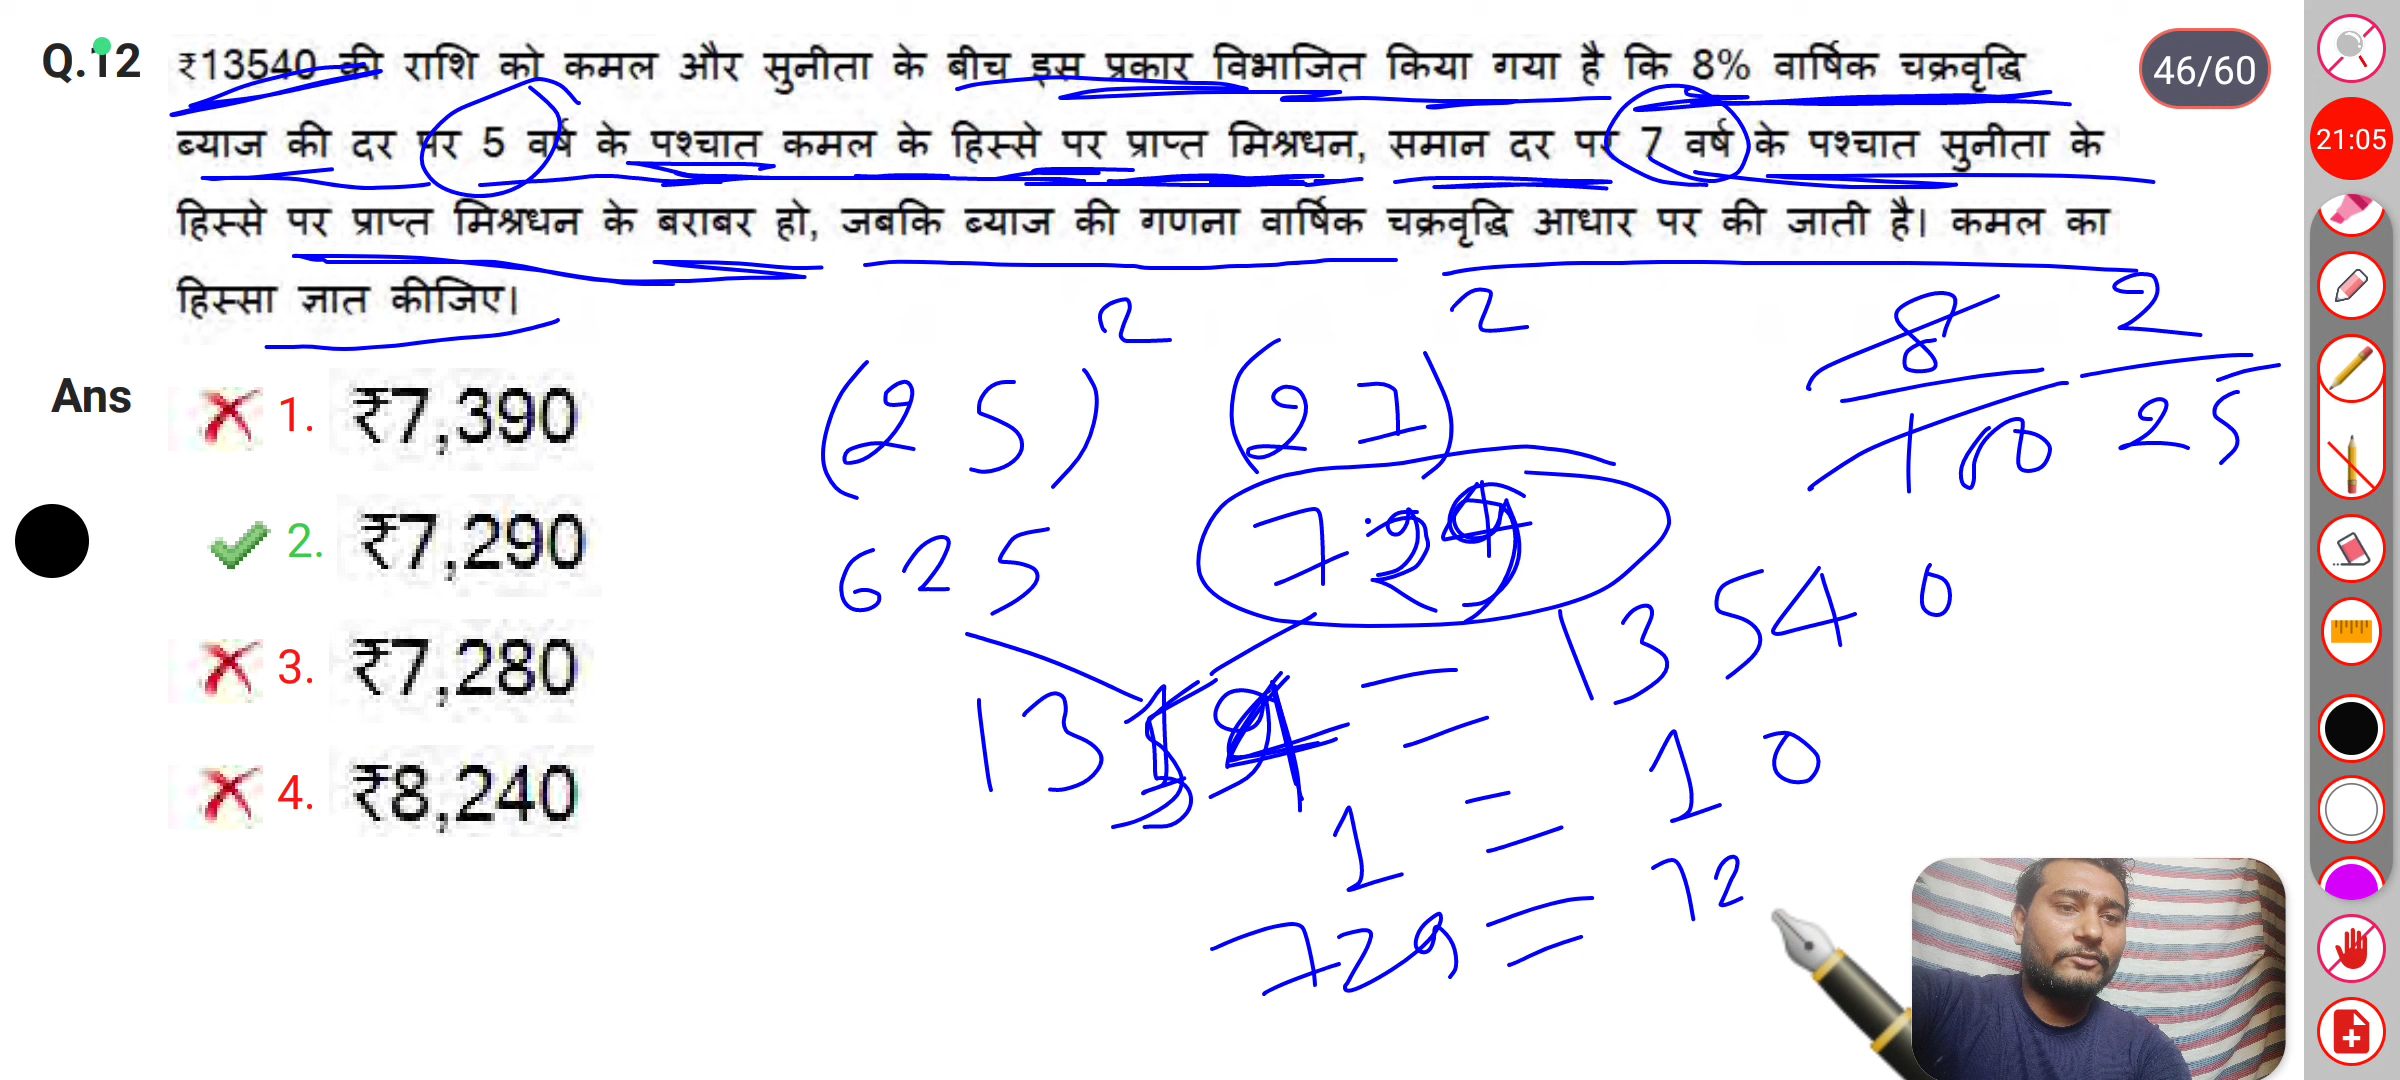 Q.12 ₹13540 की राशि को कमल और सुनीता के बीच इस प्रकार विभाजित किया गया है कि 8% वार्षिक चक्रवृद्धि
46/60
21:05
ब्याज की दर पर 5 वर्ष के पश्चात कमल के हिस्से पर प्राप्त मिश्रधन, समान दर पर 7 वर्ष के पश्चात सुनीता के
हिस्से पर प्राप्त मिश्रधन के बराबर हो, जबकि ब्याज की गणना वार्षिक चक्रवृद्धि आधार पर की जाती है। कमल का
हिस्सा ज्ञात कीजिए।
Ans
1. ₹7,390
2. ₹7,290
3. ₹7,280
4. ₹8,240
(25)² (27)²
8/100 2/25
625 729
1354 = 13540
1 = 10
729 = 72